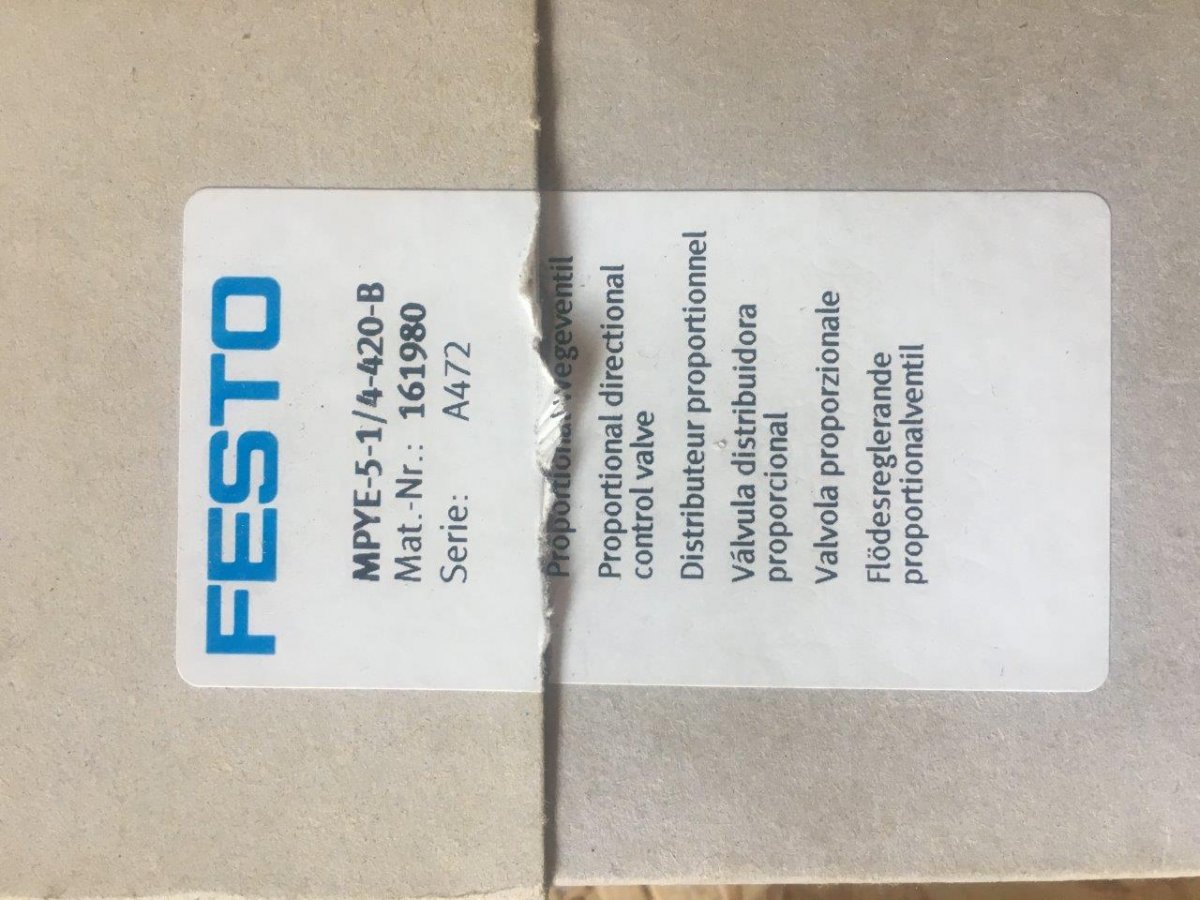 FESTO
MPYE-5-1/4-420-B
Mat.-Nr.: 161980
Serie: A472
Proportional-Wegeventil
Proportional directional
control valve
Distributeur proportionnel
Válvula distribuidora
proporcional
Valvola proporzionale
Flödesreglerande
proportionalventil